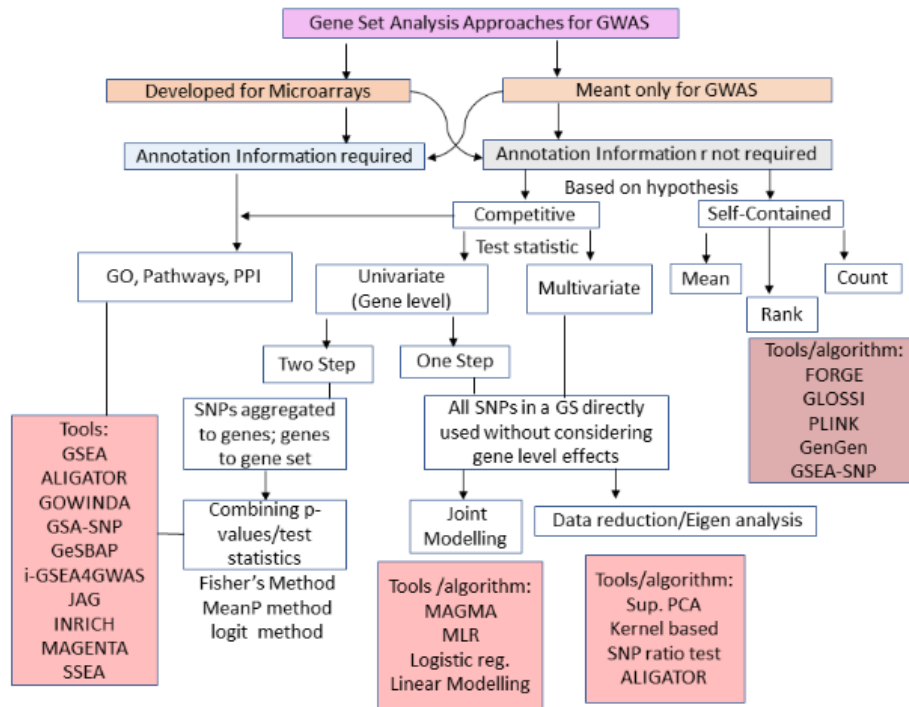 Gene Set Analysis Approaches for GWAS
Developed for Microarrays
Meant only for GWAS
Annotation Information required
Annotation Information r not required
Based on hypothesis
Competitive
Self-Contained
Test statistic
GO, Pathways, PPI
Univariate
(Gene level)
Multivariate
Mean
Count
Rank
Two Step
One Step
SNPs aggregated
to genes; genes
to gene set
All SNPs in a GS directly
used without considering
gene level effects
Tools/algorithm:
FORGE
GLOSSI
PLINK
GenGen
GSEA-SNP
Tools:
GSEA
ALIGATOR
GOWINDA
GSA-SNP
GeSBAP
i-GSEA4GWAS
JAG
INRICH
MAGENTA
SSEA
Combining p-
values/test
statistics
Fisher's Method
MeanP method
logit method
Joint
Modelling
Data reduction/Eigen analysis
Tools /algorithm:
MAGMA
MLR
Logistic reg.
Linear Modelling
Tools/algorithm:
Sup. PCA
Kernel based
SNP ratio test
ALIGATOR